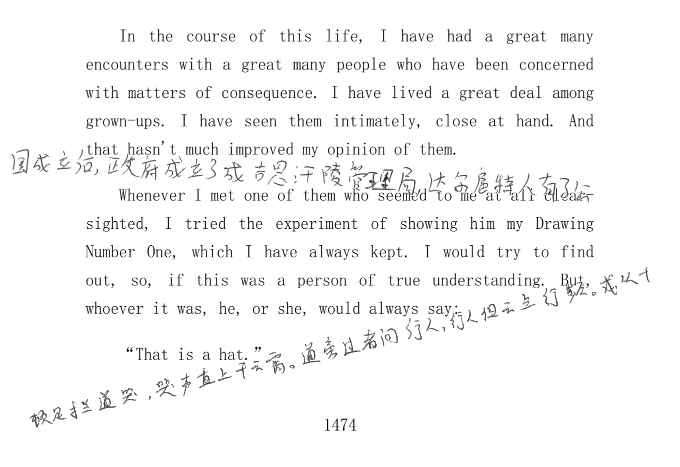 In the course of this life, I have had a great many
encounters with a great many people who have been concerned
with matters of consequence. I have lived a great deal among
grown-ups. I have seen them intimately, close at hand. And
that hasn't much improved my opinion of them.
国成立后,政府成立了成吉思汗陵管理局,达尔扈特人有了行
Whenever I met one of them who seemed to me at all clear-
sighted, I tried the experiment of showing him my Drawing
Number One, which I have always kept. I would try to find
out, so, if this was a person of true understanding. But,
whoever it was, he, or she, would always say:
“That is a hat.”
顿足拦道哭,哭声直上干云霄。道旁过者问行人,行人但云点行频。或从十
1474